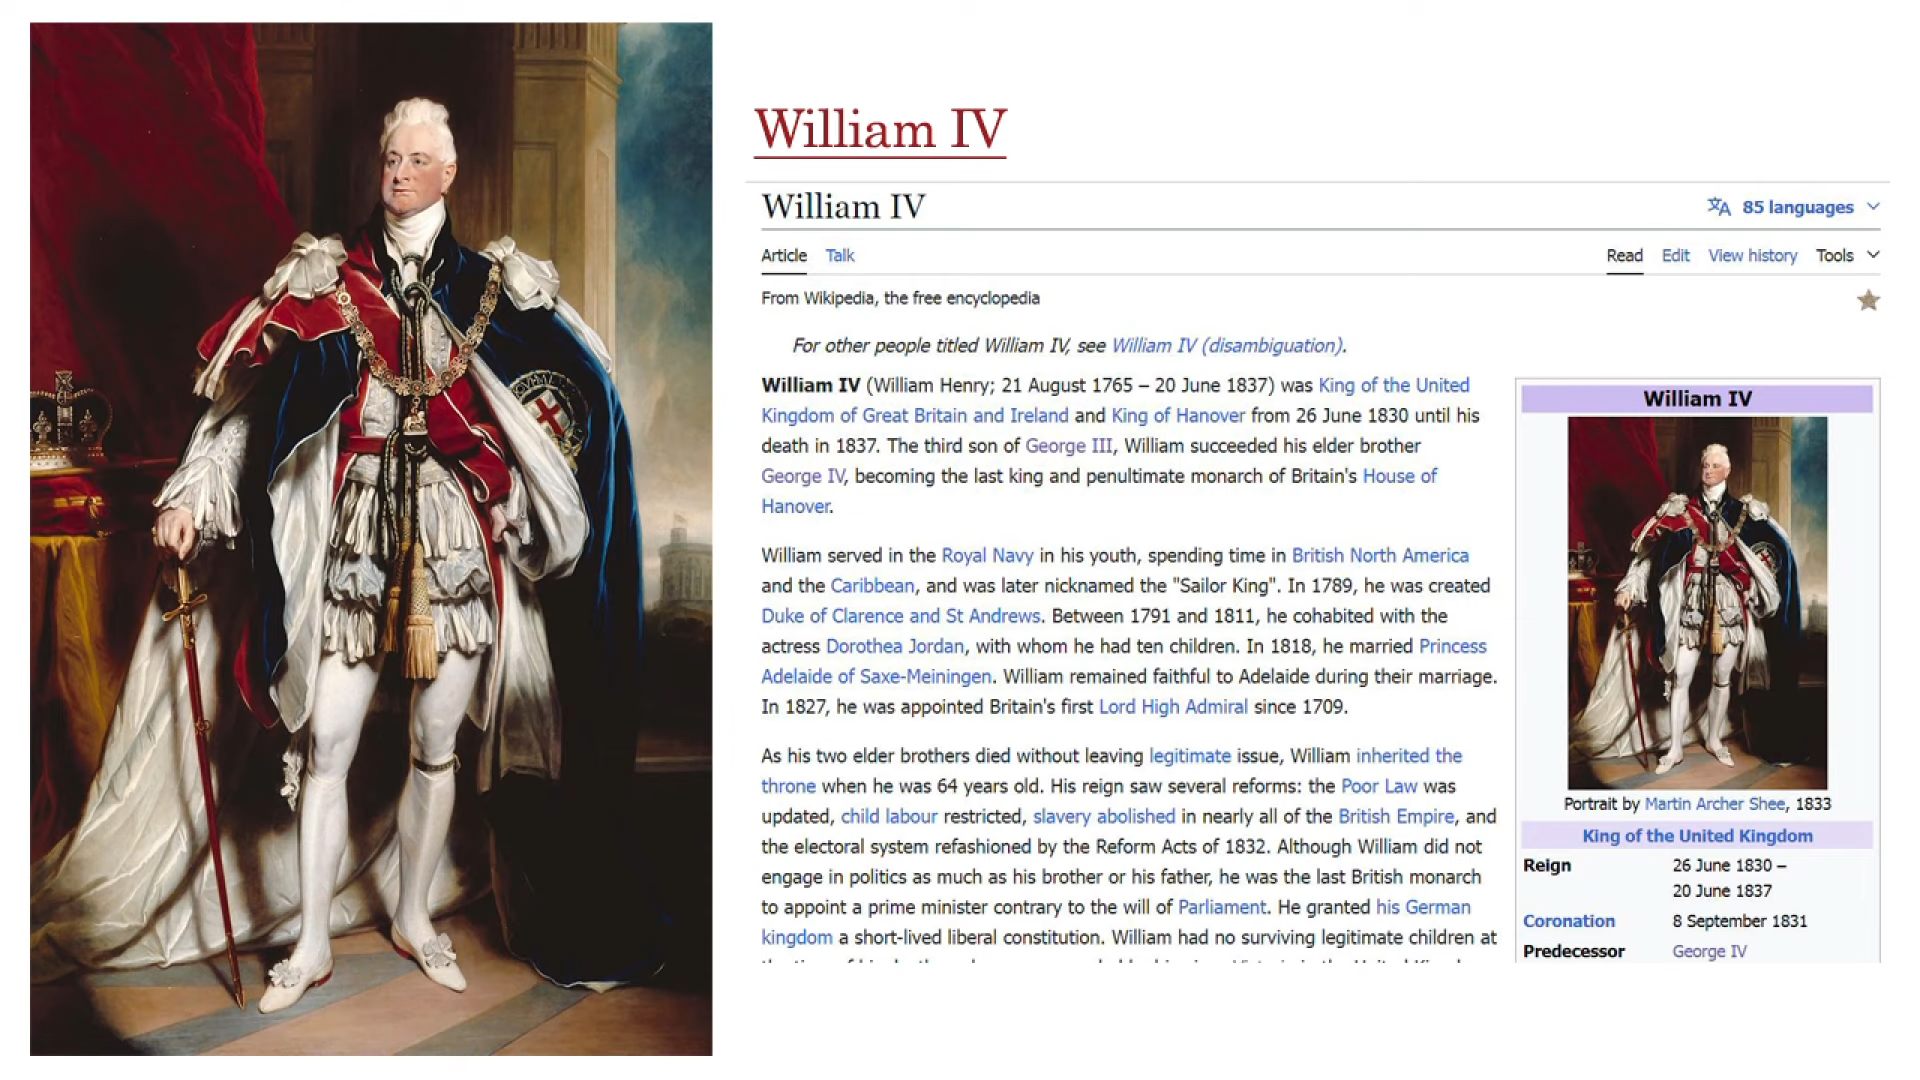 William IV
William IV
85 languages
Article Talk Read Edit View history Tools
From Wikipedia, the free encyclopedia
For other people titled William IV, see William IV (disambiguation).
William IV (William Henry; 21 August 1765 – 20 June 1837) was King of the United
Kingdom of Great Britain and Ireland and King of Hanover from 26 June 1830 until his
death in 1837. The third son of George III, William succeeded his elder brother
George IV, becoming the last king and penultimate monarch of Britain's House of
Hanover.
William served in the Royal Navy in his youth, spending time in British North America
and the Caribbean, and was later nicknamed the "Sailor King". In 1789, he was created
Duke of Clarence and St Andrews. Between 1791 and 1811, he cohabited with the
actress Dorothea Jordan, with whom he had ten children. In 1818, he married Princess
Adelaide of Saxe-Meiningen. William remained faithful to Adelaide during their marriage.
In 1827, he was appointed Britain's first Lord High Admiral since 1709.
As his two elder brothers died without leaving legitimate issue, William inherited the
throne when he was 64 years old. His reign saw several reforms: the Poor Law was
updated, child labour restricted, slavery abolished in nearly all of the British Empire, and
the electoral system refashioned by the Reform Acts of 1832. Although William did not
engage in politics as much as his brother or his father, he was the last British monarch
to appoint a prime minister contrary to the will of Parliament. He granted his German
kingdom a short-lived liberal constitution. William had no surviving legitimate children at
William IV
Portrait by Martin Archer Shee, 1833
King of the United Kingdom
Reign 26 June 1830 –
20 June 1837
Coronation 8 September 1831
Predecessor George IV